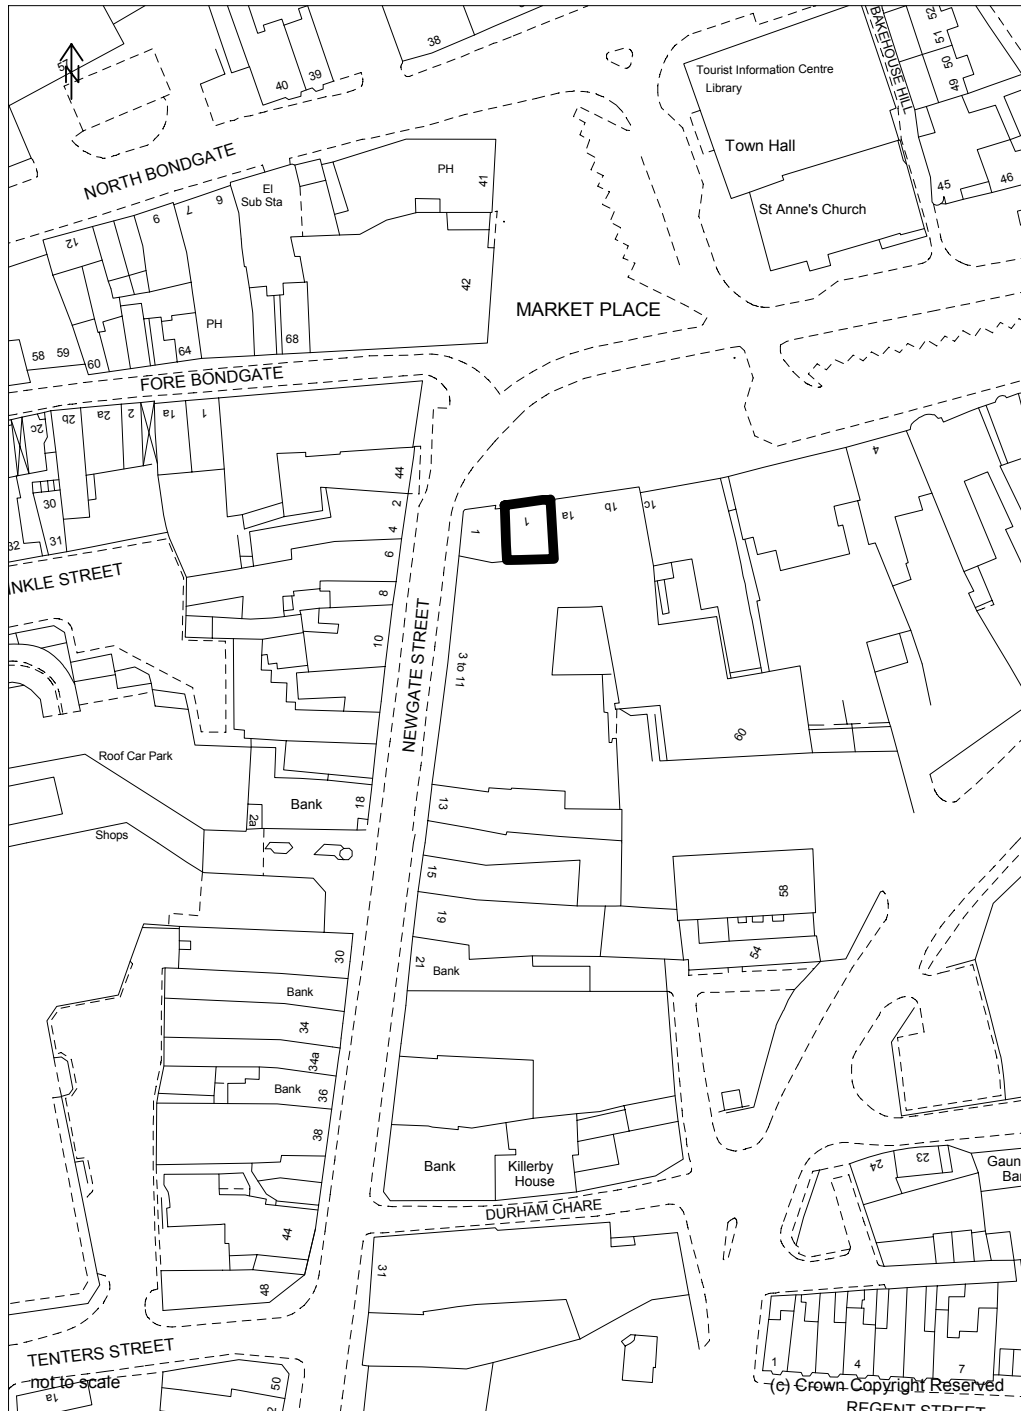 38
39
40
57
N
NORTH BONDGATE
Tourist Information Centre
Library
Town Hall
St Anne's Church
BAKEHOUSE HILL
52
51
50
49
45
46
El
Sub Sta
PH
41
42
12
9
7
6
PH
58
59
60
64
68
MARKET PLACE
FORE BONDGATE
2c
2b
2a
2
1a
1
44
2
4
6
8
10
30
31
32
INKLE STREET
NEWGATE STREET
1
1
1a
1b
1c
4
3 to 11
60
Roof Car Park
Shops
Bank
18
2a
13
15
19
21
Bank
58
54
30
Bank
34
34a
Bank
36
38
44
48
Bank
Killerby
House
DURHAM CHARE
31
24
23
Gaun
Ba
TENTERS STREET
not to scale
1a
50
2
1
4
7
(c) Crown Copyright Reserved
REGENT STREET